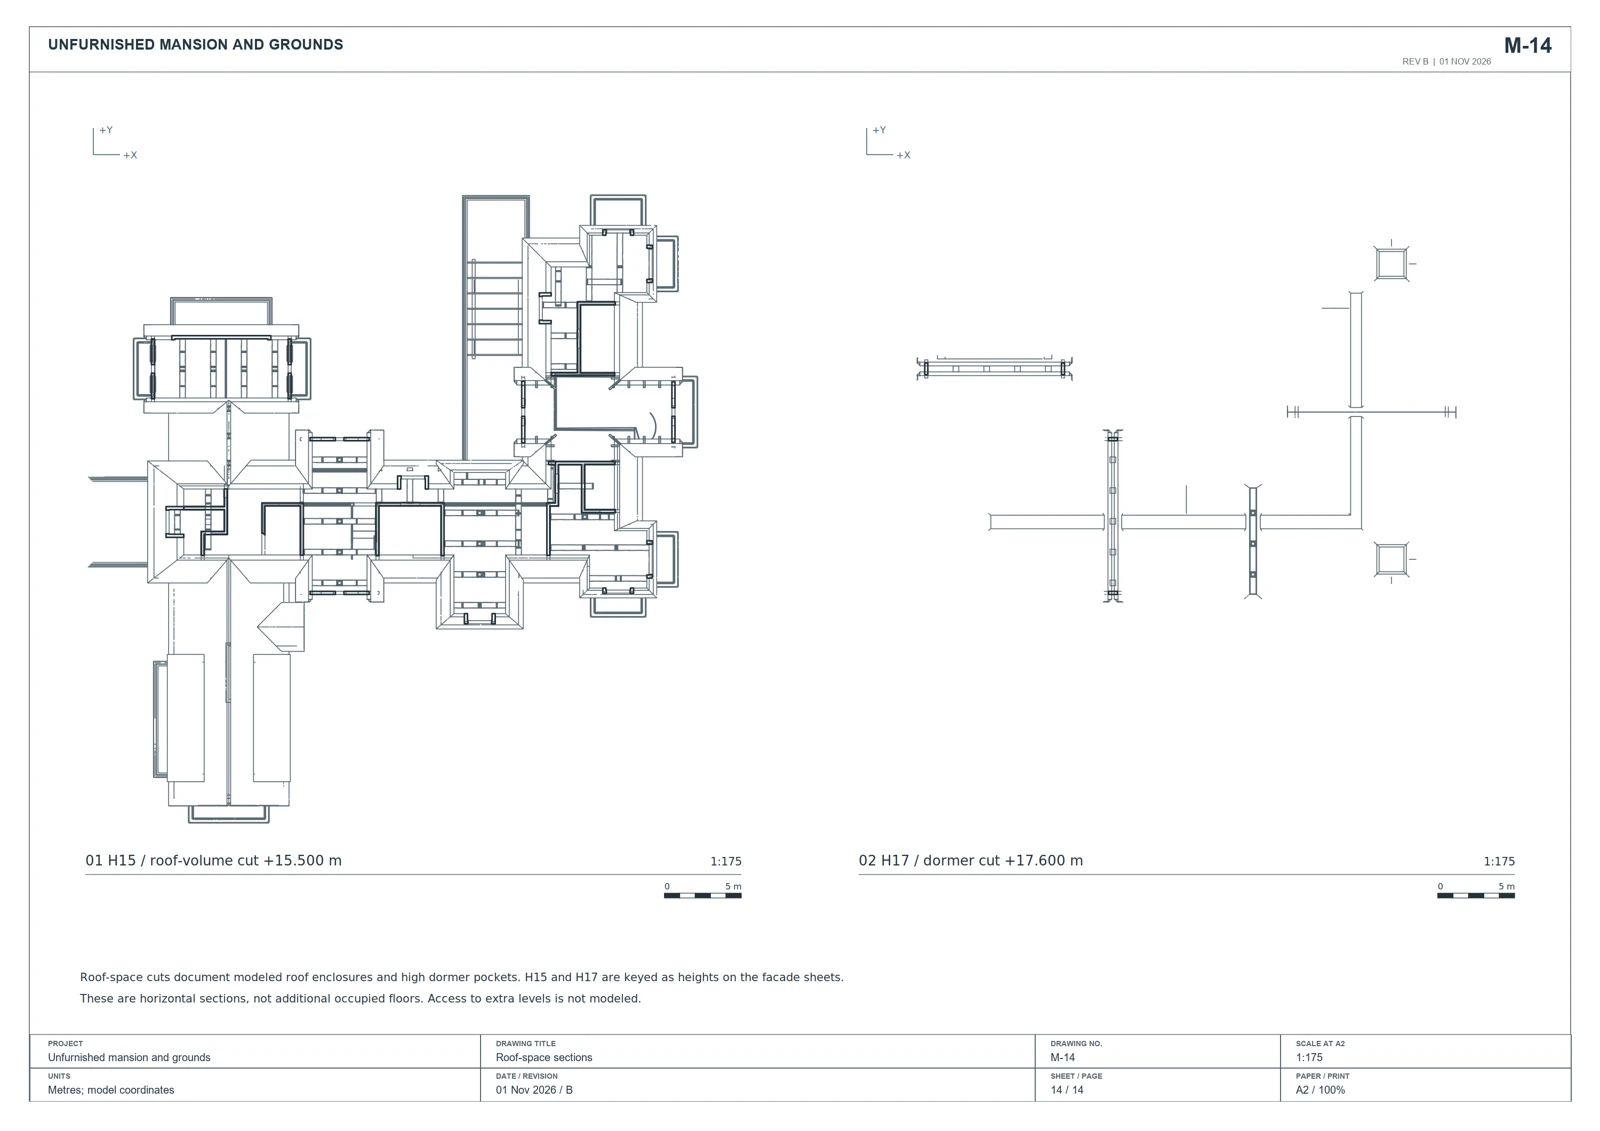 UNFURNISHED MANSION AND GROUNDS
M-14
REV B | 01 NOV 2026
+Y
+X
+Y
+X
01 H15 / roof-volume cut +15.500 m
1:175
0 5 m
02 H17 / dormer cut +17.600 m
1:175
0 5 m
Roof-space cuts document modeled roof enclosures and high dormer pockets. H15 and H17 are keyed as heights on the facade sheets.
These are horizontal sections, not additional occupied floors. Access to extra levels is not modeled.
PROJECT
Unfurnished mansion and grounds
DRAWING TITLE
Roof-space sections
DRAWING NO.
M-14
SCALE AT A2
1:175
UNITS
Metres; model coordinates
DATE / REVISION
01 Nov 2026 / B
SHEET / PAGE
14 / 14
PAPER / PRINT
A2 / 100%